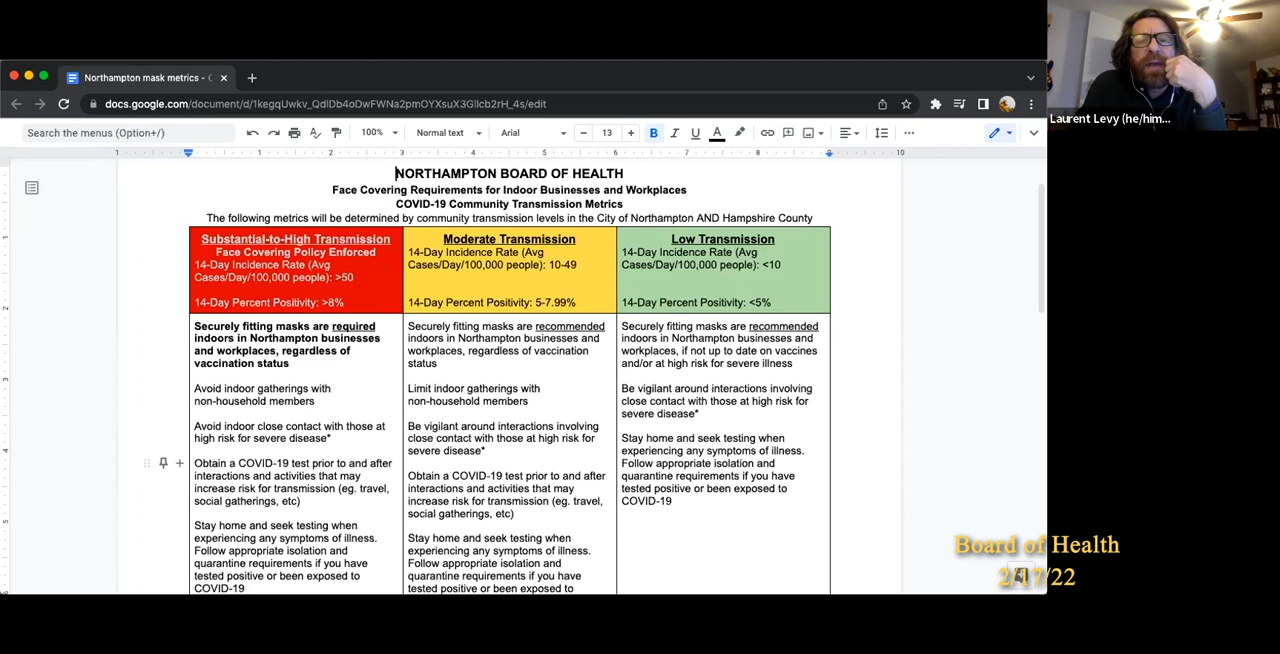 Northampton mask metrics - G
docs.google.com/document/d/1kegqUwkv_QdlDb4oDwFWNa2pmOYXsuX3Gllcb2rH_4s/edit
Search the menus (Option+/)
100%
Normal text
Arial
13
B I U A
1 1 2 3 4 5 6 7 8 9 10
NORTHAMPTON BOARD OF HEALTH
Face Covering Requirements for Indoor Businesses and Workplaces
COVID-19 Community Transmission Metrics
The following metrics will be determined by community transmission levels in the City of Northampton AND Hampshire County
Substantial-to-High Transmission
Face Covering Policy Enforced
14-Day Incidence Rate (Avg
Cases/Day/100,000 people): >50
14-Day Percent Positivity: >8%
Moderate Transmission
14-Day Incidence Rate (Avg
Cases/Day/100,000 people): 10-49
14-Day Percent Positivity: 5-7.99%
Low Transmission
14-Day Incidence Rate (Avg
Cases/Day/100,000 people): <10
14-Day Percent Positivity: <5%
Securely fitting masks are required
indoors in Northampton businesses
and workplaces, regardless of
vaccination status
Avoid indoor gatherings with
non-household members
Avoid indoor close contact with those at
high risk for severe disease*
Obtain a COVID-19 test prior to and after
interactions and activities that may
increase risk for transmission (eg. travel,
social gatherings, etc)
Stay home and seek testing when
experiencing any symptoms of illness.
Follow appropriate isolation and
quarantine requirements if you have
tested positive or been exposed to
COVID-19
Securely fitting masks are recommended
indoors in Northampton businesses and
workplaces, regardless of vaccination
status
Limit indoor gatherings with
non-household members
Be vigilant around interactions involving
close contact with those at high risk for
severe disease*
Obtain a COVID-19 test prior to and after
interactions and activities that may
increase risk for transmission (eg. travel,
social gatherings, etc)
Stay home and seek testing when
experiencing any symptoms of illness.
Follow appropriate isolation and
quarantine requirements if you have
tested positive or been exposed to
Securely fitting masks are recommended
indoors in Northampton businesses and
workplaces, if not up to date on vaccines
and/or at high risk for severe illness
Be vigilant around interactions involving
close contact with those at high risk for
severe disease*
Stay home and seek testing when
experiencing any symptoms of illness.
Follow appropriate isolation and
quarantine requirements if you have
tested positive or been exposed to
COVID-19
Laurent Levy (he/him...
Board of Health
2/17/22